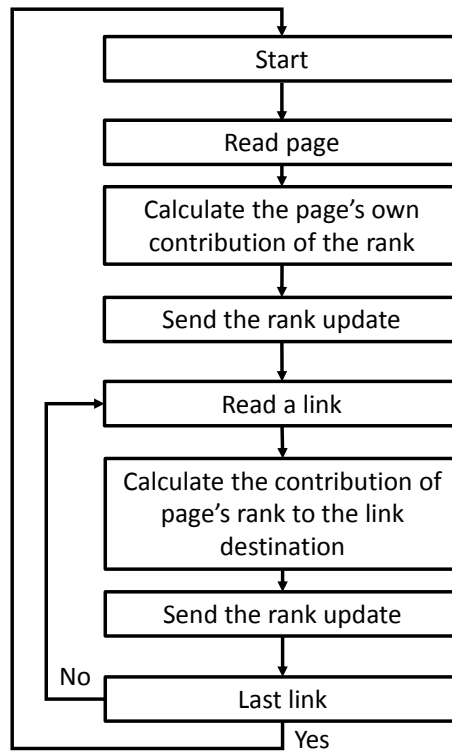 Start
Read page
Calculate the page's own
contribution of the rank
Send the rank update
Read a link
Calculate the contribution of
page's rank to the link
destination
Send the rank update
No
Last link
Yes